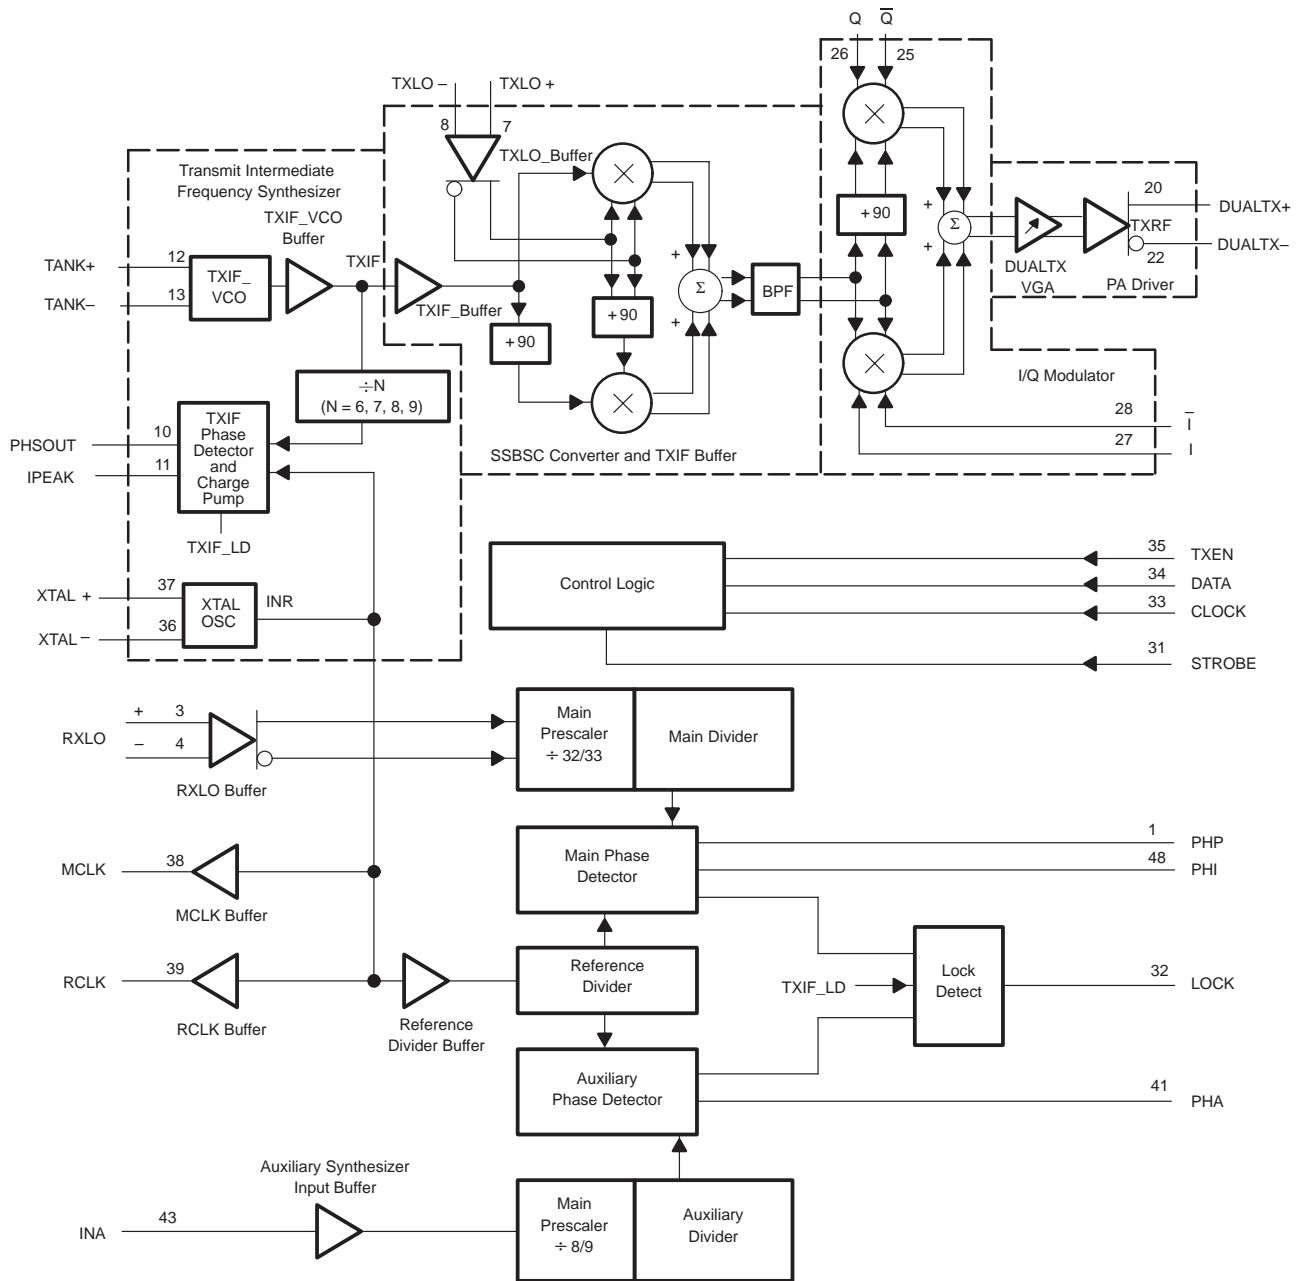 Q Q̅
26 25
TXLO – TXLO +
8 7
Transmit Intermediate
Frequency Synthesizer
TXLO_Buffer
TXIF_VCO
Buffer
TANK+ 12
TANK– 13
TXIF_
VCO
TXIF
TXIF_Buffer
+90
+90
+
Σ
+
BPF
+90
+
Σ
+
DUALTX
VGA
PA Driver
TXRF
20 DUALTX+
22 DUALTX–
÷N
(N = 6, 7, 8, 9)
I/Q Modulator
28 I̅
27 I
SSBSC Converter and TXIF Buffer
PHSOUT 10
IPEAK 11
TXIF
Phase
Detector
and
Charge
Pump
TXIF_LD
XTAL + 37
XTAL – 36
XTAL
OSC
INR
Control Logic
35 TXEN
34 DATA
33 CLOCK
31 STROBE
RXLO
+ 3
– 4
RXLO Buffer
Main
Prescaler
÷ 32/33
Main Divider
MCLK 38
MCLK Buffer
Main Phase
Detector
1 PHP
48 PHI
RCLK 39
RCLK Buffer
Reference
Divider Buffer
Reference
Divider
TXIF_LD
Lock
Detect
32 LOCK
Auxiliary
Phase Detector
41 PHA
Auxiliary Synthesizer
Input Buffer
INA 43
Main
Prescaler
÷ 8/9
Auxiliary
Divider